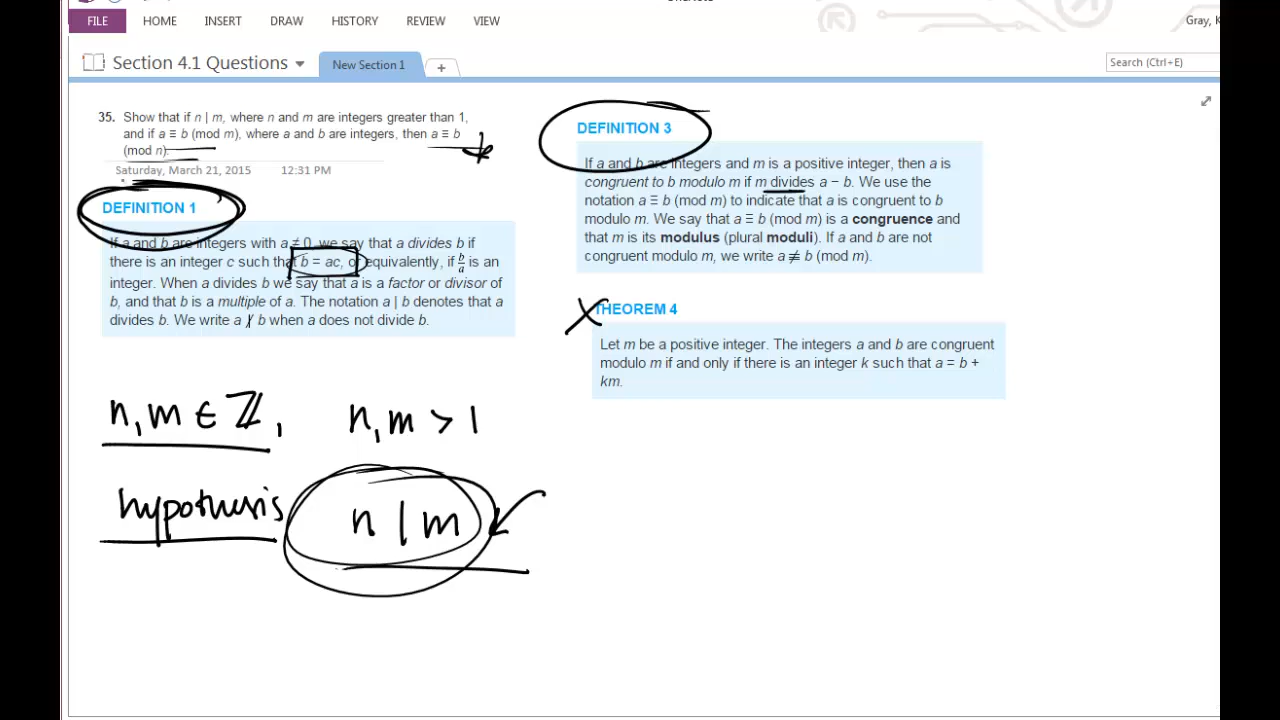 FILE HOME INSERT DRAW HISTORY REVIEW VIEW
Gray, K
Section 4.1 Questions New Section 1 +
Search (Ctrl+E)
35. Show that if n | m, where n and m are integers greater than 1,
and if a ≡ b (mod m), where a and b are integers, then a ≡ b
(mod n).
Saturday, March 21, 2015 12:31 PM
DEFINITION 1
If a and b are integers with a ≠ 0, we say that a divides b if
there is an integer c such that b = ac, or equivalently, if b/a is an
integer. When a divides b we say that a is a factor or divisor of
b, and that b is a multiple of a. The notation a | b denotes that a
divides b. We write a ∤ b when a does not divide b.
n, m ∈ ℤ, n, m > 1
hypothesis n | m
DEFINITION 3
If a and b are integers and m is a positive integer, then a is
congruent to b modulo m if m divides a − b. We use the
notation a ≡ b (mod m) to indicate that a is congruent to b
modulo m. We say that a ≡ b (mod m) is a congruence and
that m is its modulus (plural moduli). If a and b are not
congruent modulo m, we write a ≢ b (mod m).
THEOREM 4
Let m be a positive integer. The integers a and b are congruent
modulo m if and only if there is an integer k such that a = b +
km.